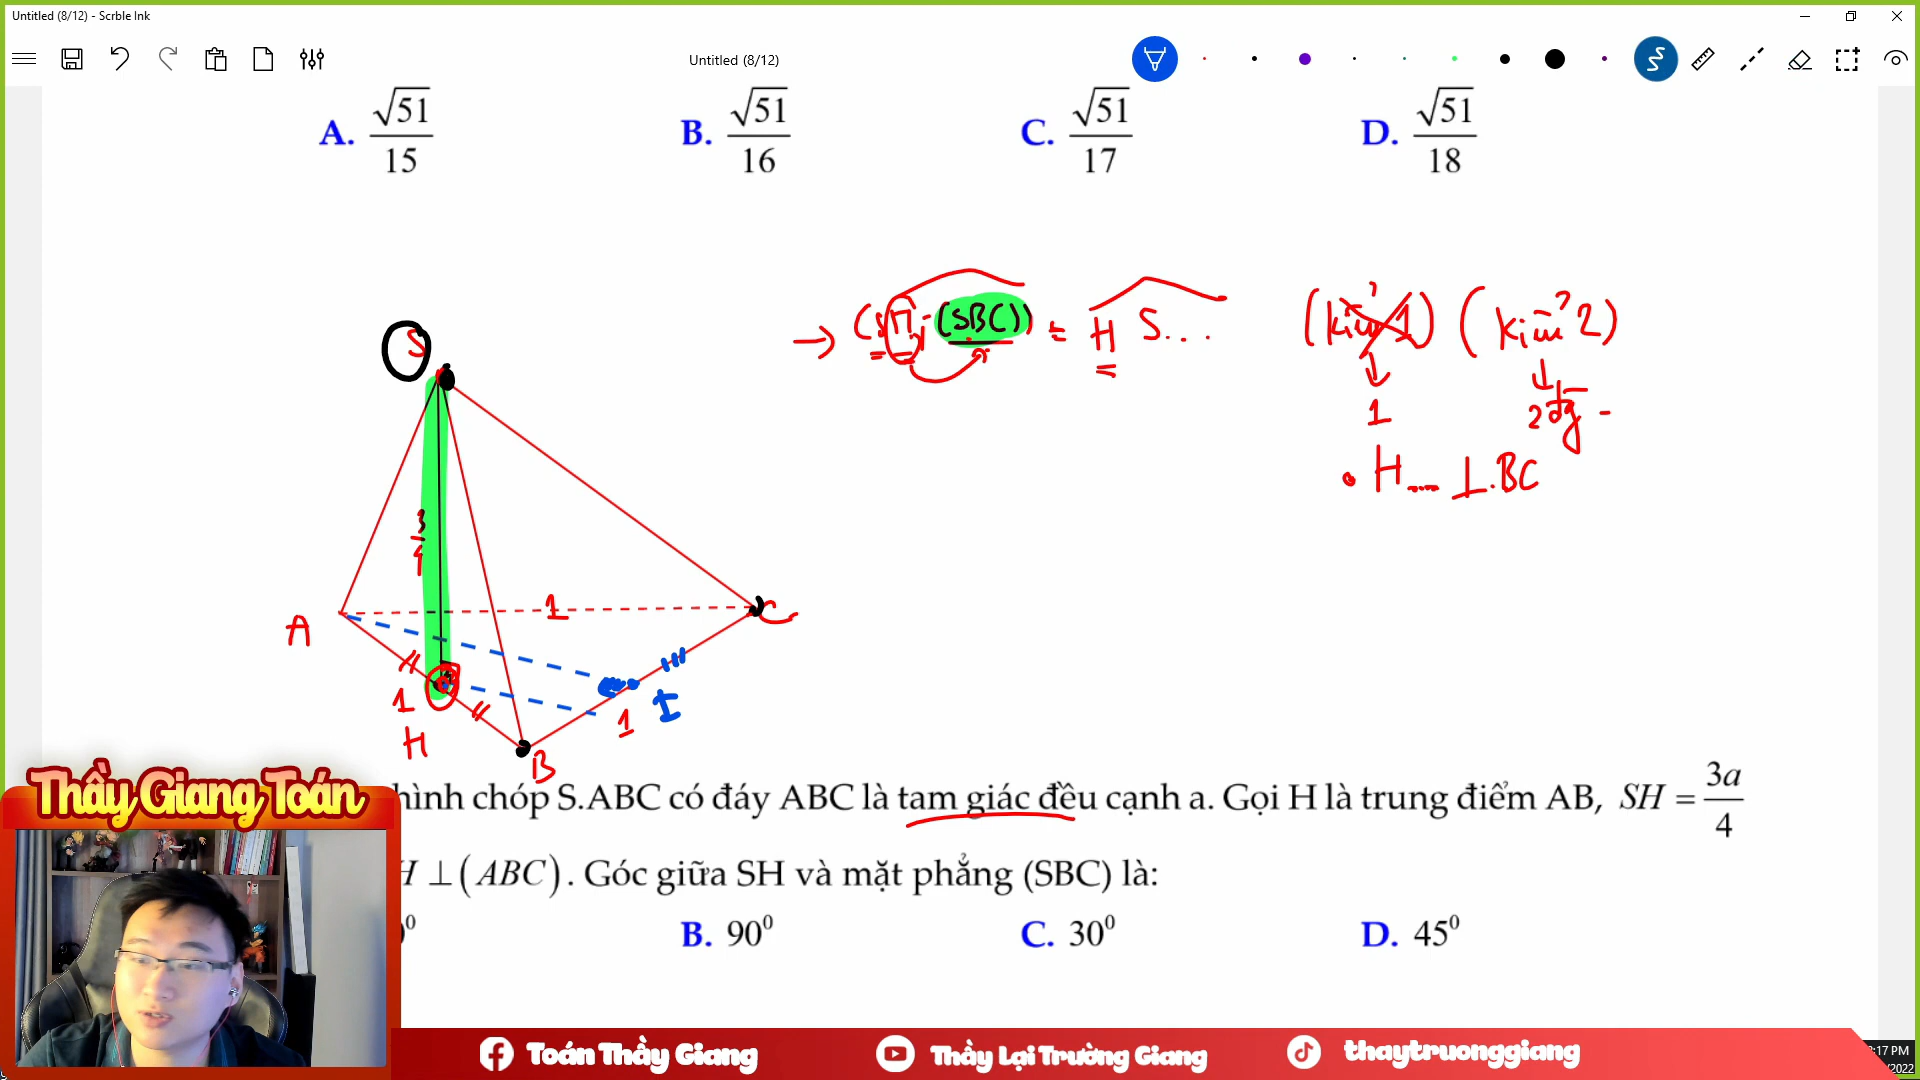 Untitled (8/12) - Scrble Ink
Untitled (8/12)
A. √51/15 B. √51/16 C. √51/17 D. √51/18
→ (SH; (SBC)) = H S... (kiểu 1) (kiểu 2)
1 2
S
H... ⊥ BC
3/4
1
A C
1 1 I
H
B
Thầy Giang Toán
hình chóp S.ABC có đáy ABC là tam giác đều cạnh a. Gọi H là trung điểm AB, SH = 3a/4
H ⊥ (ABC). Góc giữa SH và mặt phẳng (SBC) là:
B. 90⁰ C. 30⁰ D. 45⁰
Toán Thầy Giang Thầy Lại Trường Giang thaytruonggiang
:17 PM
/2022